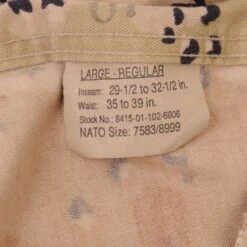 LARGE - REGULAR
Inseam: 29-1/2 to 32-1/2 in.
Waist: 35 to 39 in.
Stock No.: 8415-01-102-6806
NATO Size: 7583/8999